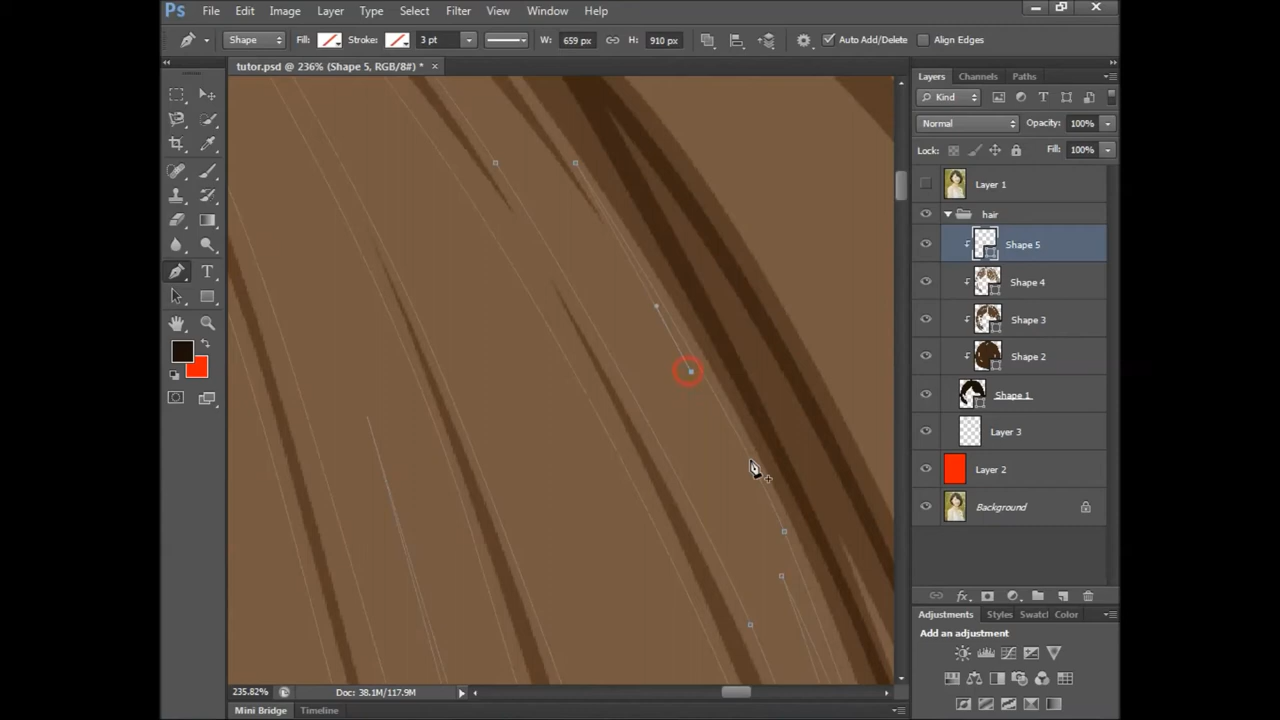 Ps File Edit Image Layer Type Select Filter View Window Help
Shape Fill: Stroke: 3 pt W: 659 px H: 910 px Auto Add/Delete Align Edges
tutor.psd @ 236% (Shape 5, RGB/8#) * ×
Layers Channels Paths
Kind T
Normal Opacity: 100%
Lock: Fill: 100%
Layer 1
hair
Shape 5
Shape 4
Shape 3
Shape 2
Shape 1
Layer 3
Layer 2
Background
T
fx
Adjustments Styles Swatcl Color
Add an adjustment
235.82% Doc: 38.1M/117.9M
Mini Bridge Timeline